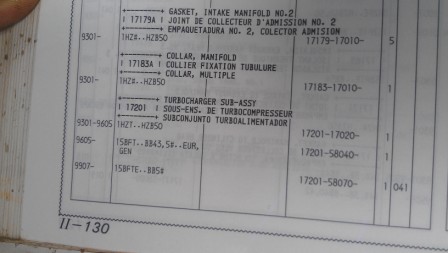 GASKET, INTAKE MANIFOLD NO.2
17179A JOINT DE COLLECTEUR D'ADMISSION NO. 2
EMPAQUETADURA NO. 2, COLECTOR ADMISION
9301- 1HZ#..HZB50 17179-17010- 5
COLLAR, MANIFOLD
17183A COLLIER FIXATION TUBULURE
COLLAR, MULTIPLE
9301- 1HZ#..HZB50 17183-17010- 1
TURBOCHARGER SUB-ASSY
17201 SOUS-ENS. DE TURBOCOMPRESSEUR
SUBCONJUNTO TURBOALIMENTADOR
9301-9605 1HZT..HZB50 17201-17020- 1
9605- 15BFT..BB43,5#..EUR, 17201-58040- 1
GEN
9907- 15BFTE..BB5# 17201-58070- 1 041
II-130